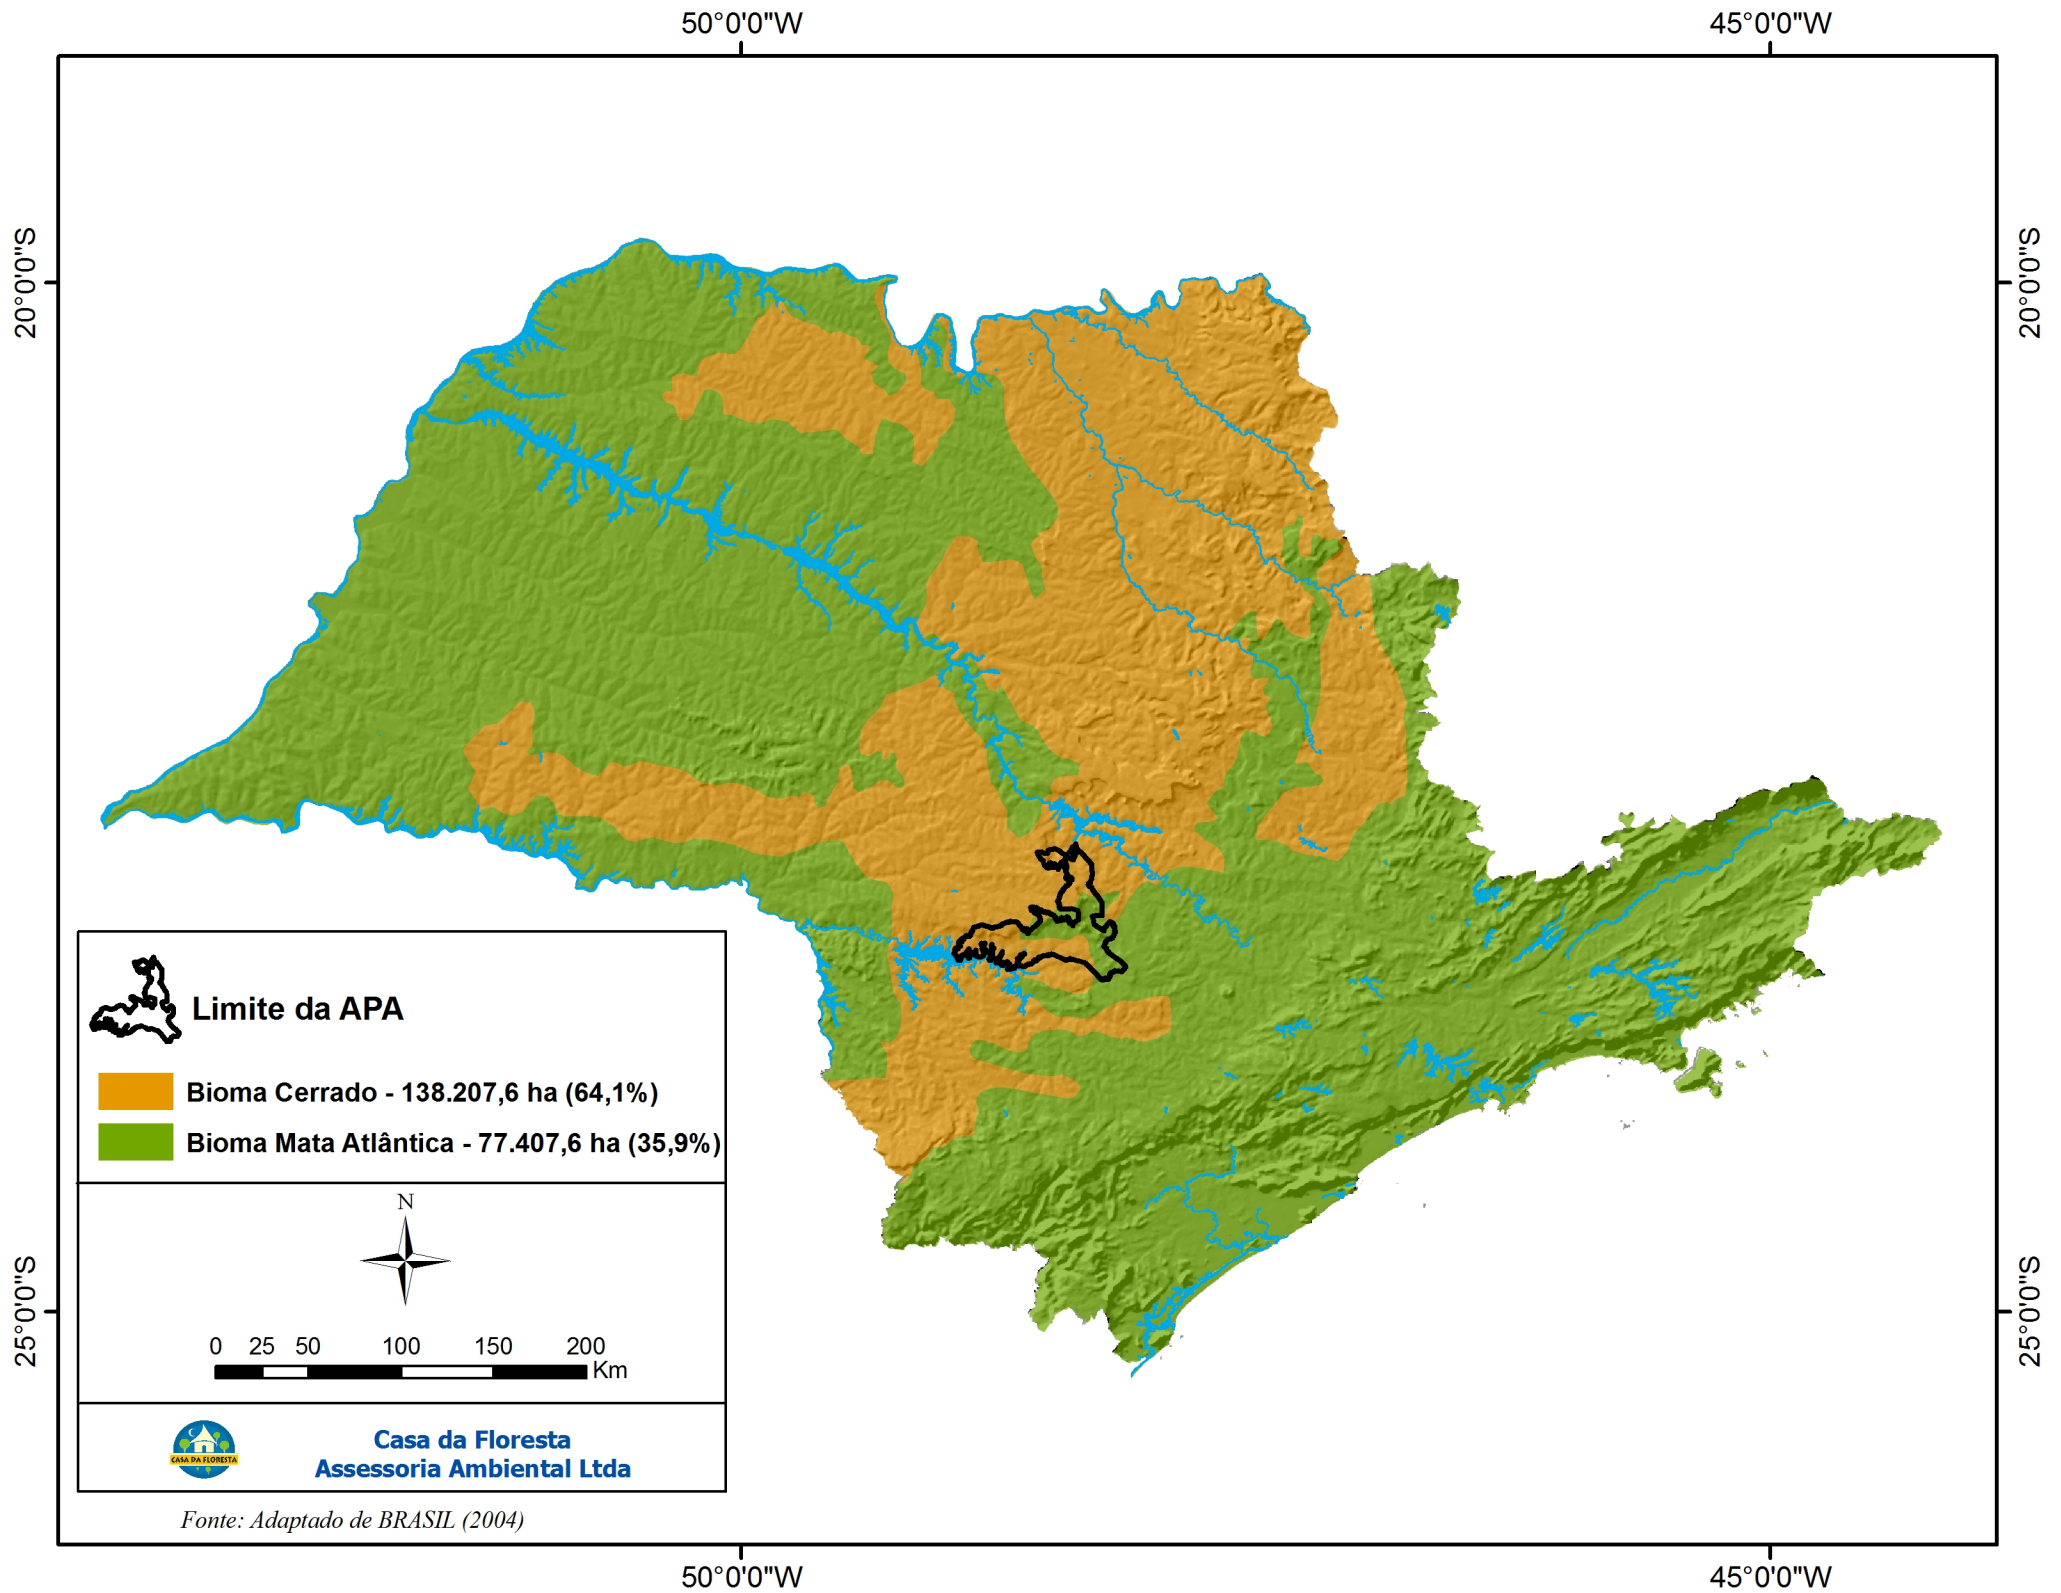 50°0'0"W
45°0'0"W
20°0'0"S
20°0'0"S
Limite da APA
Bioma Cerrado - 138.207,6 ha (64,1%)
Bioma Mata Atlântica - 77.407,6 ha (35,9%)
N
0 25 50 100 150 200
Km
25°0'0"S
25°0'0"S
CASA DA FLORESTA
Casa da Floresta
Assessoria Ambiental Ltda
Fonte: Adaptado de BRASIL (2004)
50°0'0"W
45°0'0"W